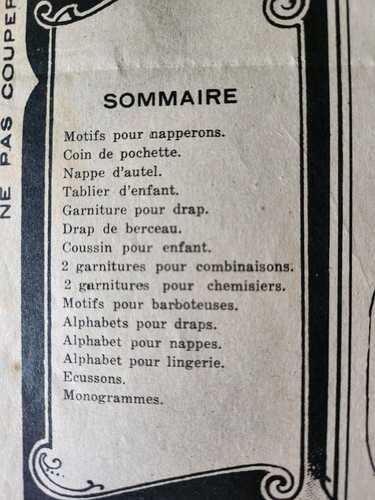 NE PAS COUPER
SOMMAIRE
Motifs pour napperons.
Coin de pochette.
Nappe d'autel.
Tablier d'enfant.
Garniture pour drap.
Drap de berceau.
Coussin pour enfant.
2 garnitures pour combinaisons.
2 garnitures pour chemisiers.
Motifs pour barboteuses.
Alphabets pour draps.
Alphabet pour nappes.
Alphabet pour lingerie.
Ecussons.
Monogrammes.